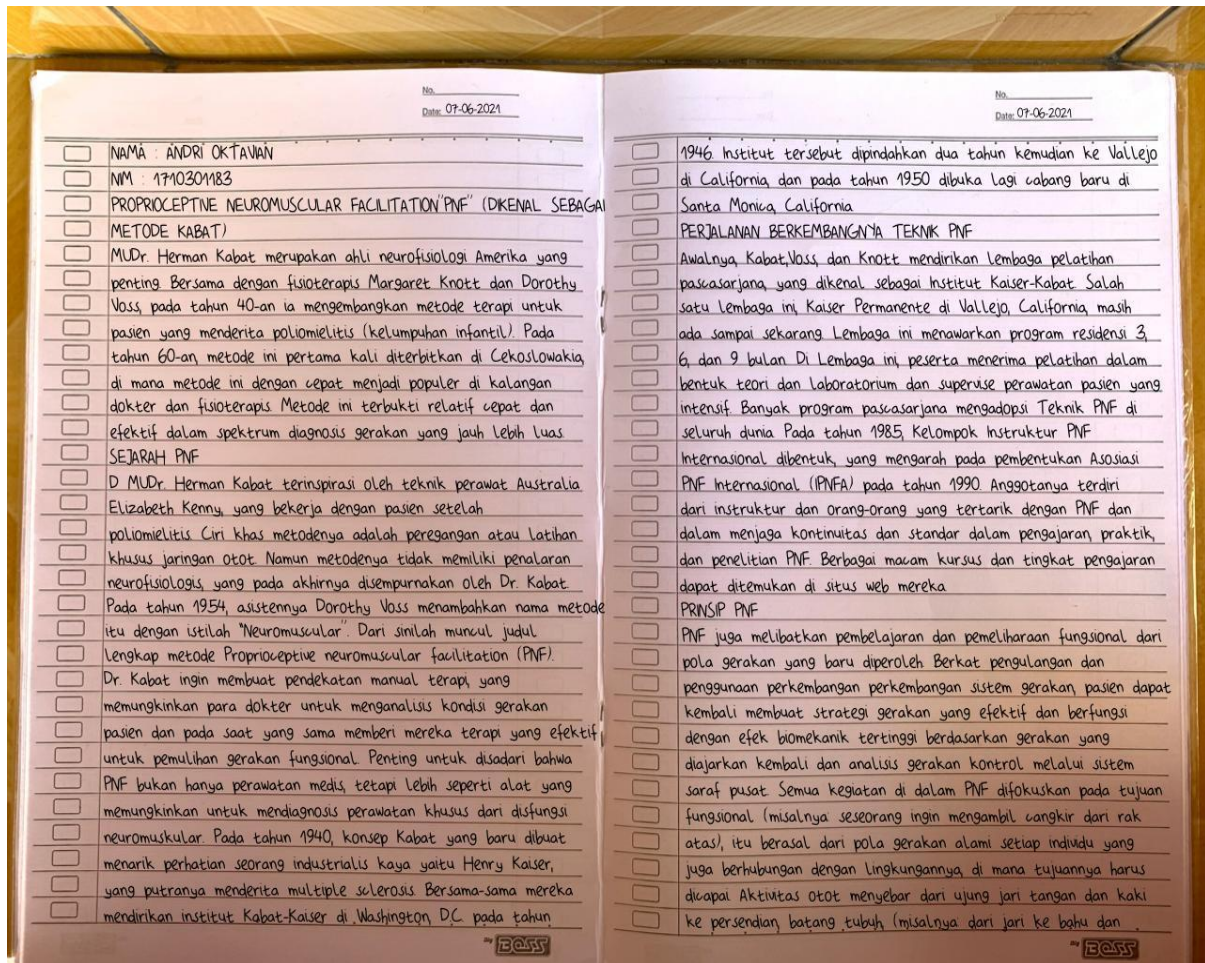 No.
Date: 07-06-2021
NAMA : ANDRI OKTAVIAN
NIM : 1710301183
PROPRIOCEPTIVE NEUROMUSCULAR FACILITATION"PNF" (DIKENAL SEBAGAI
METODE KABAT)
MUDr. Herman Kabat merupakan ahli neurofisiologi Amerika yang
penting. Bersama dengan fisioterapis Margaret Knott dan Dorothy
Voss, pada tahun 40-an ia mengembangkan metode terapi untuk
pasien yang menderita poliomielitis (kelumpuhan infantil). Pada
tahun 60-an, metode ini pertama kali diterbitkan di Cekoslowakia,
di mana metode ini dengan cepat menjadi populer di kalangan
dokter dan fisioterapis. Metode ini terbukti relatif cepat dan
efektif dalam spektrum diagnosis gerakan yang jauh lebih luas.
SEJARAH PNF
D MUDr. Herman Kabat terinspirasi oleh teknik perawat Australia
Elizabeth Kenny, yang bekerja dengan pasien setelah
poliomielitis. Ciri khas metodenya adalah peregangan atau Latihan
khusus jaringan otot. Namun metodenya tidak memiliki penalaran
neurofisiologis, yang pada akhirnya disempurnakan oleh Dr. Kabat.
Pada tahun 1954, asistennya Dorothy Voss menambahkan nama metode
itu dengan istilah "Neuromuscular". Dari sinilah muncul judul
Lengkap metode Proprioceptive neuromuscular facilitation (PNF).
Dr. Kabat ingin membuat pendekatan manual terapi, yang
memungkinkan para dokter untuk menganalisis kondisi gerakan
pasien dan pada saat yang sama memberi mereka terapi yang efektif
untuk pemulihan gerakan fungsional. Penting untuk disadari bahwa
PNF bukan hanya perawatan medis, tetapi lebih seperti alat yang
memungkinkan untuk mendiagnosis perawatan khusus dari disfungsi
neuromuskular. Pada tahun 1940, konsep Kabat yang baru dibuat
menarik perhatian seorang industrialis kaya yaitu Henry Kaiser,
yang putranya menderita multiple sclerosis. Bersama-sama mereka
mendirikan institut Kabat-Kaiser di Washington, D.C. pada tahun
By BOSS
No.
Date: 07-06-2021
1946. Institut tersebut dipindahkan dua tahun kemudian ke Vallejo
di California, dan pada tahun 1950 dibuka lagi cabang baru di
Santa Monica, California
PERJALANAN BERKEMBANGNYA TEKNIK PNF
Awalnya, Kabat,Voss, dan Knott mendirikan Lembaga pelatihan
pascasarjana, yang dikenal sebagai Institut Kaiser-Kabat. Salah
satu Lembaga ini, Kaiser Permanente di Vallejo, California, masih
ada sampai sekarang. Lembaga ini menawarkan program residensi 3,
6, dan 9 bulan. Di Lembaga ini, peserta menerima pelatihan dalam
bentuk teori dan Laboratorium dan supervise perawatan pasien yang
intensif. Banyak program pascasarjana mengadopsi Teknik PNF di
seluruh dunia. Pada tahun 1985, Kelompok Instruktur PNF
Internasional dibentuk, yang mengarah pada pembentukan Asosiasi
PNF Internasional (IPNFA) pada tahun 1990. Anggotanya terdiri
dari instruktur dan orang-orang yang tertarik dengan PNF dan
dalam menjaga kontinuitas dan standar dalam pengajaran, praktik,
dan penelitian PNF. Berbagai macam kursus dan tingkat pengajaran
dapat ditemukan di situs web mereka
PRINSIP PNF
PNF juga melibatkan pembelajaran dan pemeliharaan fungsional dari
pola gerakan yang baru diperoleh. Berkat pengulangan dan
penggunaan perkembangan perkembangan sistem gerakan, pasien dapat
kembali membuat strategi gerakan yang efektif dan berfungsi
dengan efek biomekanik tertinggi berdasarkan gerakan yang
diajarkan kembali dan analisis gerakan kontrol melalui sistem
saraf pusat. Semua kegiatan di dalam PNF difokuskan pada tujuan
fungsional (misalnya: seseorang ingin mengambil cangkir dari rak
atas), itu berasal dari pola gerakan alami setiap individu yang
juga berhubungan dengan Lingkungannya, di mana tujuannya harus
dicapai. Aktivitas otot menyebar dari ujung jari tangan dan kaki
ke persendian, batang tubuh, (misalnya: dari jari ke bahu dan
By BOSS